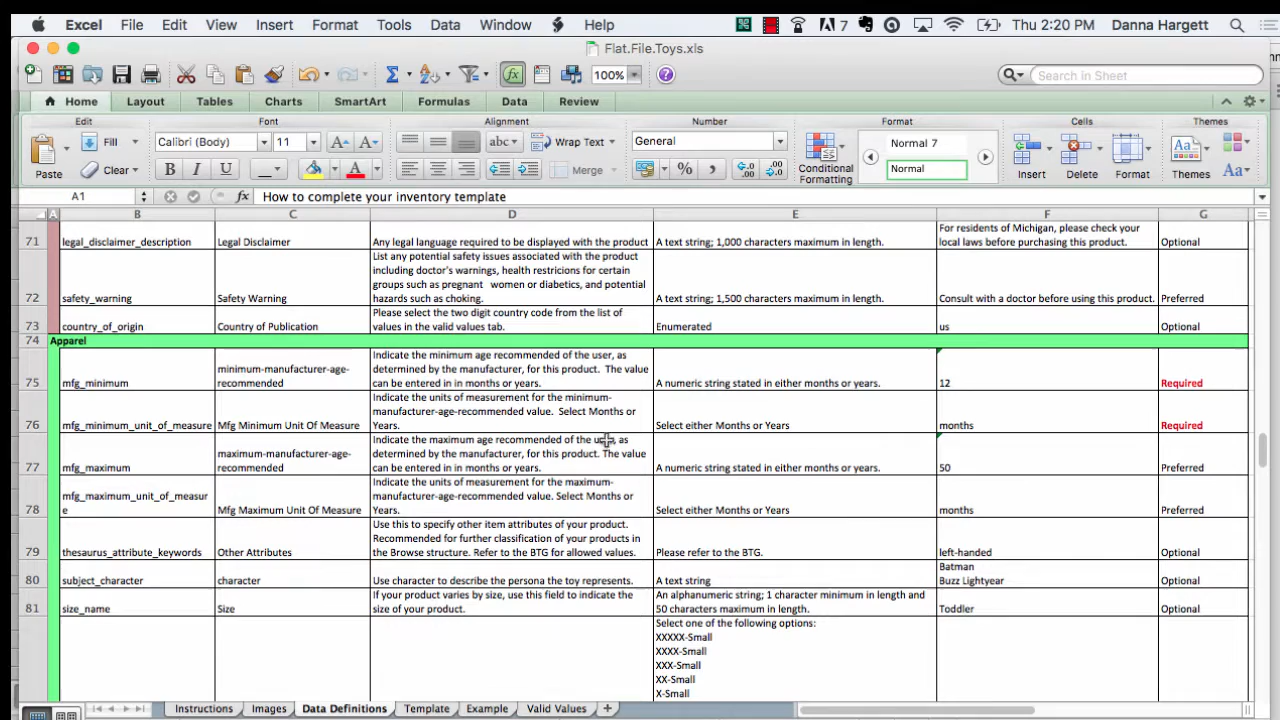 Excel File Edit View Insert Format Tools Data Window Help 7 Thu 2:20 PM Danna Hargett
Flat.File.Toys.xls
100% Search in Sheet
Home Layout Tables Charts SmartArt Formulas Data Review
Edit Font Alignment Number Format Cells Themes
Fill Calibri (Body) 11 A A abc Wrap Text General Normal 7
Paste Clear B I U A Merge % , Conditional Formatting Normal Insert Delete Format Themes Aa
A1 fx How to complete your inventory template
A B C D E F G
71 legal_disclaimer_description Legal Disclaimer Any legal language required to be displayed with the product A text string; 1,000 characters maximum in length. For residents of Michigan, please check your
local laws before purchasing this product. Optional
72 safety_warning Safety Warning List any potential safety issues associated with the product
including doctor's warnings, health restricions for certain
groups such as pregnant women or diabetics, and potential
hazards such as choking. A text string; 1,500 characters maximum in length. Consult with a doctor before using this product. Preferred
73 country_of_origin Country of Publication Please select the two digit country code from the list of
values in the valid values tab. Enumerated us Optional
74 Apparel
75 mfg_minimum minimum-manufacturer-age-
recommended Indicate the minimum age recommended of the user, as
determined by the manufacturer, for this product. The value
can be entered in in months or years. A numeric string stated in either months or years. 12 Required
76 mfg_minimum_unit_of_measure Mfg Minimum Unit Of Measure Indicate the units of measurement for the minimum-
manufacturer-age-recommended value. Select Months or
Years. Select either Months or Years months Required
77 mfg_maximum maximum-manufacturer-age-
recommended Indicate the maximum age recommended of the user, as
determined by the manufacturer, for this product. The value
can be entered in in months or years. A numeric string stated in either months or years. 50 Preferred
78 mfg_maximum_unit_of_measur
e Mfg Maximum Unit Of Measure Indicate the units of measurement for the maximum-
manufacturer-age-recommended value. Select Months or
Years. Select either Months or Years months Preferred
79 thesaurus_attribute_keywords Other Attributes Use this to specify other item attributes of your product.
Recommended for further classification of your products in
the Browse structure. Refer to the BTG for allowed values. Please refer to the BTG. left-handed Optional
80 subject_character character Use character to describe the persona the toy represents. A text string Batman
Buzz Lightyear Optional
81 size_name Size If your product varies by size, use this field to indicate the
size of your product. An alphanumeric string; 1 character minimum in length and
50 characters maximum in length. Toddler Optional
Select one of the following options:
XXXXX-Small
XXXX-Small
XXX-Small
XX-Small
X-Small
Instructions Images Data Definitions Template Example Valid Values +